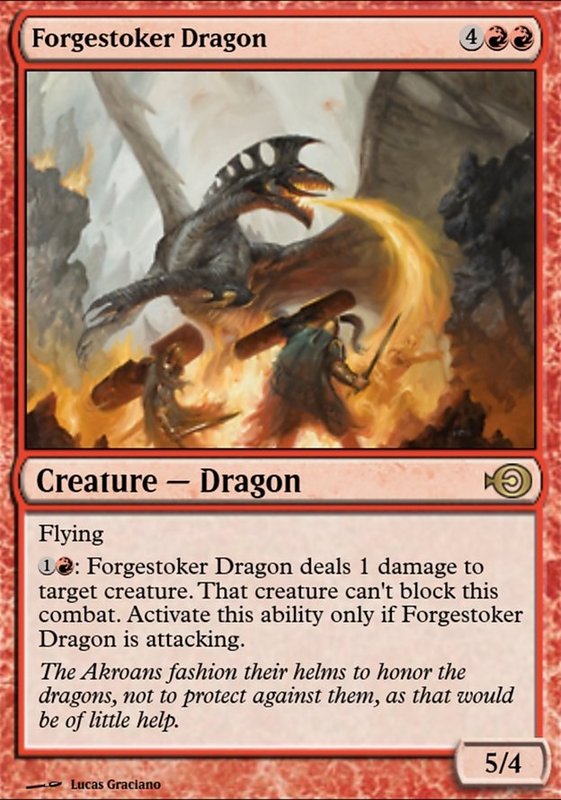 Forgestoker Dragon 4
Creature — Dragon
Flying
1: Forgestoker Dragon deals 1 damage to
target creature. That creature can't block this
combat. Activate this ability only if Forgestoker
Dragon is attacking.
The Akroans fashion their helms to honor the
dragons, not to protect against them, as that would
be of little help.
5/4
Lucas Graciano